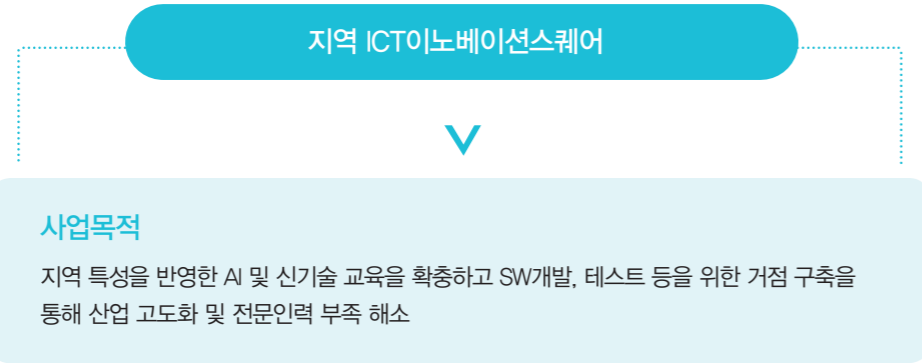 지역 ICT이노베이션스퀘어
사업목적
지역 특성을 반영한 AI 및 신기술 교육을 확충하고 SW개발, 테스트 등을 위한 거점 구축을
통해 산업 고도화 및 전문인력 부족 해소